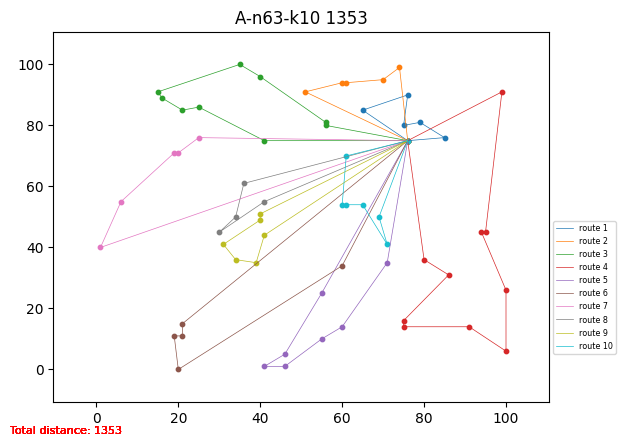 A-n63-k10 1353
100
80
60
40
20
0
0 20 40 60 80 100
route 1
route 2
route 3
route 4
route 5
route 6
route 7
route 8
route 9
route 10
Total distance: 1353